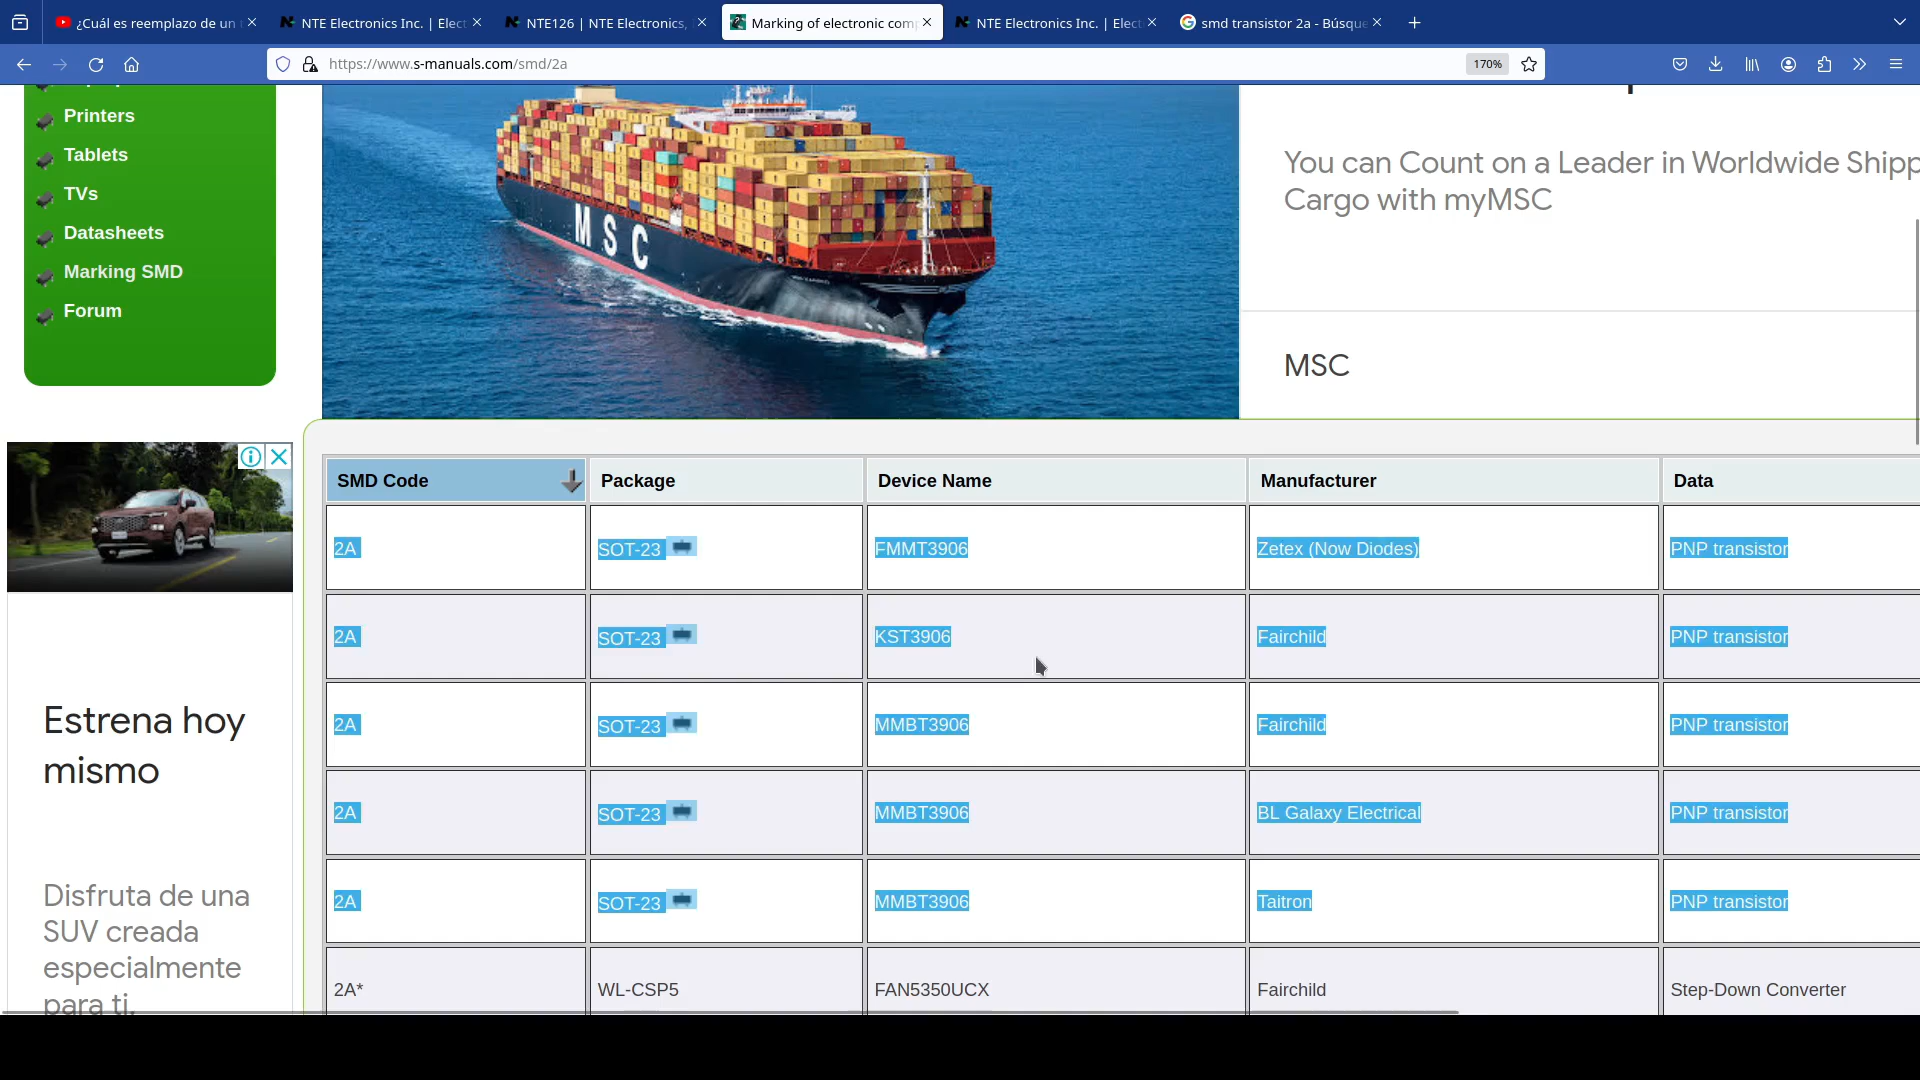 ¿Cuál es reemplazo de un
NTE Electronics Inc. | Elect
NTE126 | NTE Electronics,
Marking of electronic com
NTE Electronics Inc. | Elect
smd transistor 2a - Búsque
https://www.s-manuals.com/smd/2a
170%
Printers
Tablets
TVs
Datasheets
Marking SMD
Forum
MSC
You can Count on a Leader in Worldwide Shipp
Cargo with myMSC
MSC
SMD Code Package Device Name Manufacturer Data
2A SOT-23 FMMT3906 Zetex (Now Diodes) PNP transistor
2A SOT-23 KST3906 Fairchild PNP transistor
2A SOT-23 MMBT3906 Fairchild PNP transistor
2A SOT-23 MMBT3906 BL Galaxy Electrical PNP transistor
2A SOT-23 MMBT3906 Taitron PNP transistor
2A* WL-CSP5 FAN5350UCX Fairchild Step-Down Converter
Estrena hoy
mismo
Disfruta de una
SUV creada
especialmente
para ti.